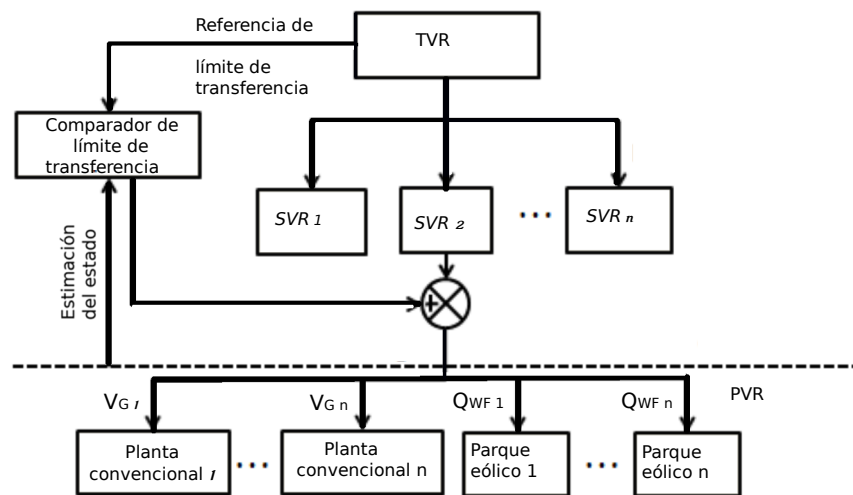 Referencia de
límite de
transferencia
TVR
Comparador de
límite de
transferencia
SVR 1
SVR 2
...
SVR n
Estimación
del estado
+
PVR
VG 1
VG n
QWF 1
QWF n
Planta
convencional 1
...
Planta
convencional n
Parque
eólico 1
...
Parque
eólico n